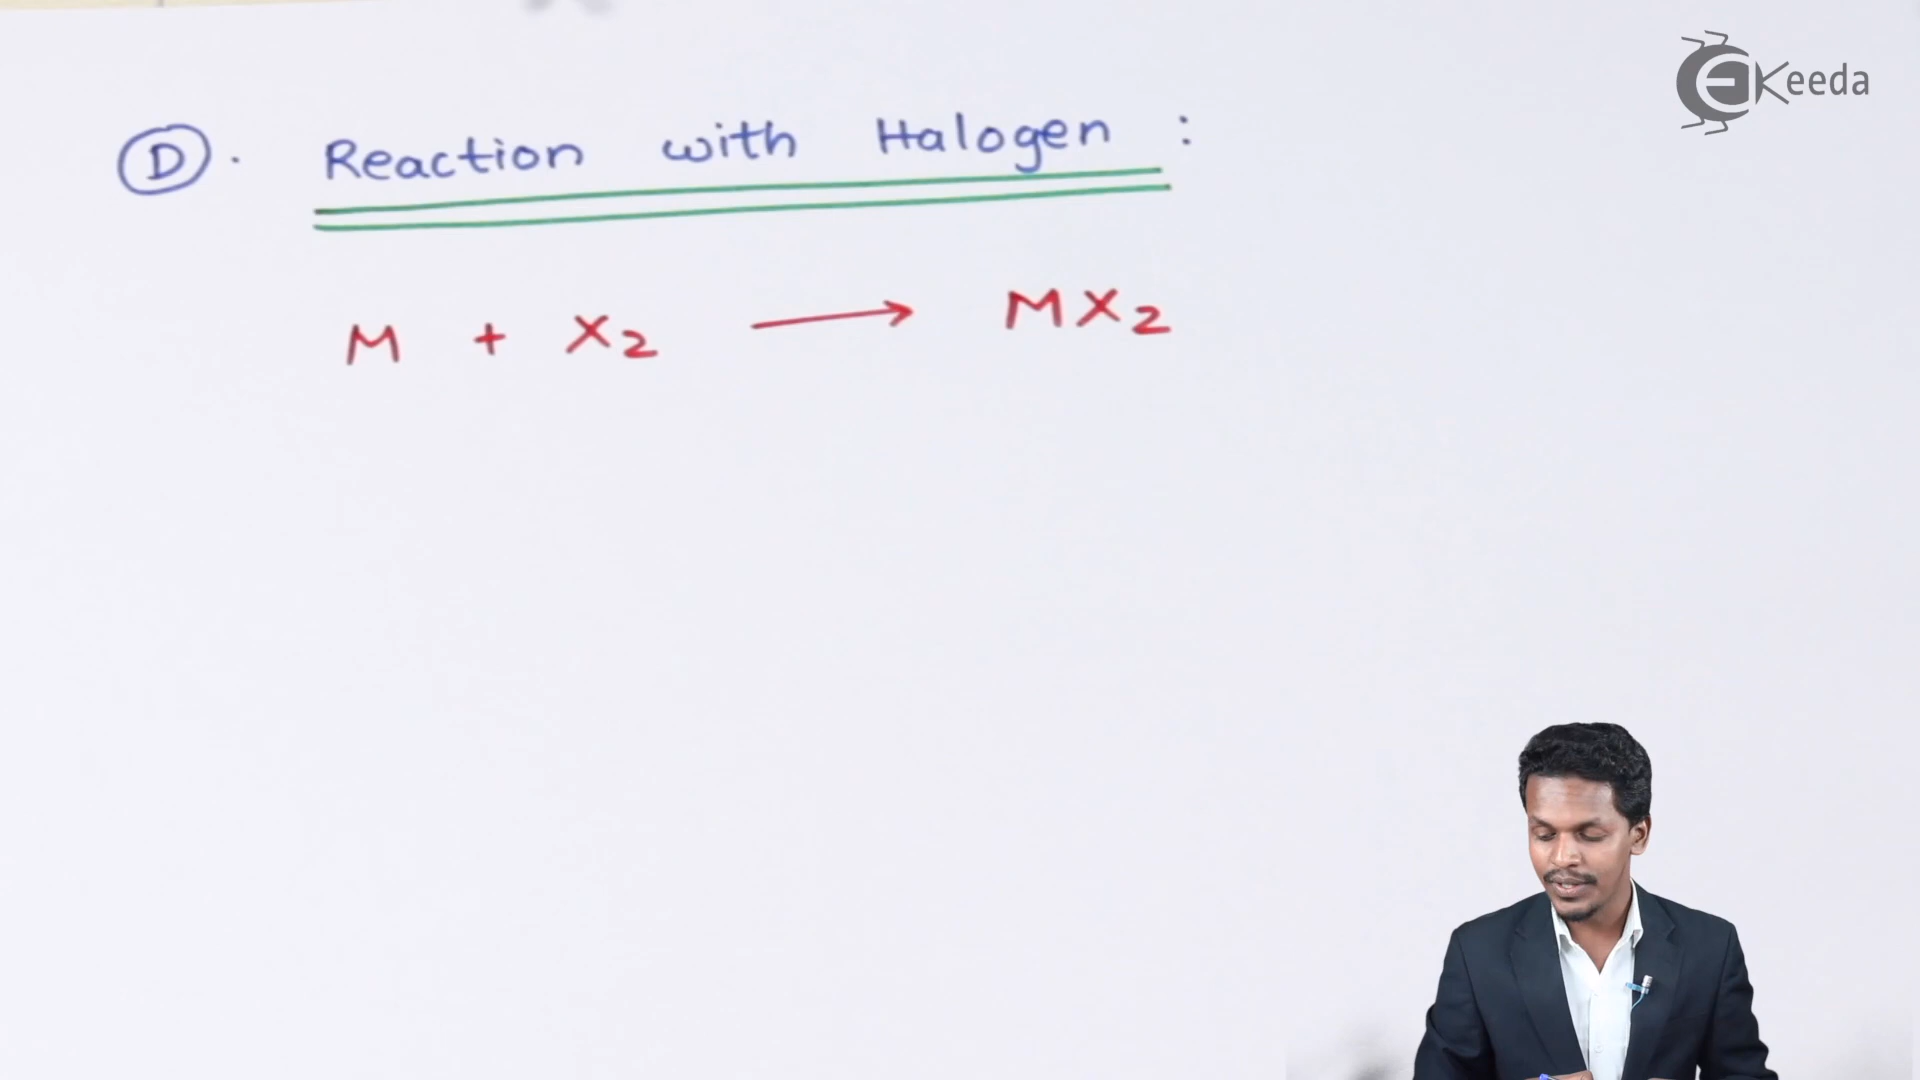 EKeeda
D. Reaction with Halogen :
M + X2 → MX2